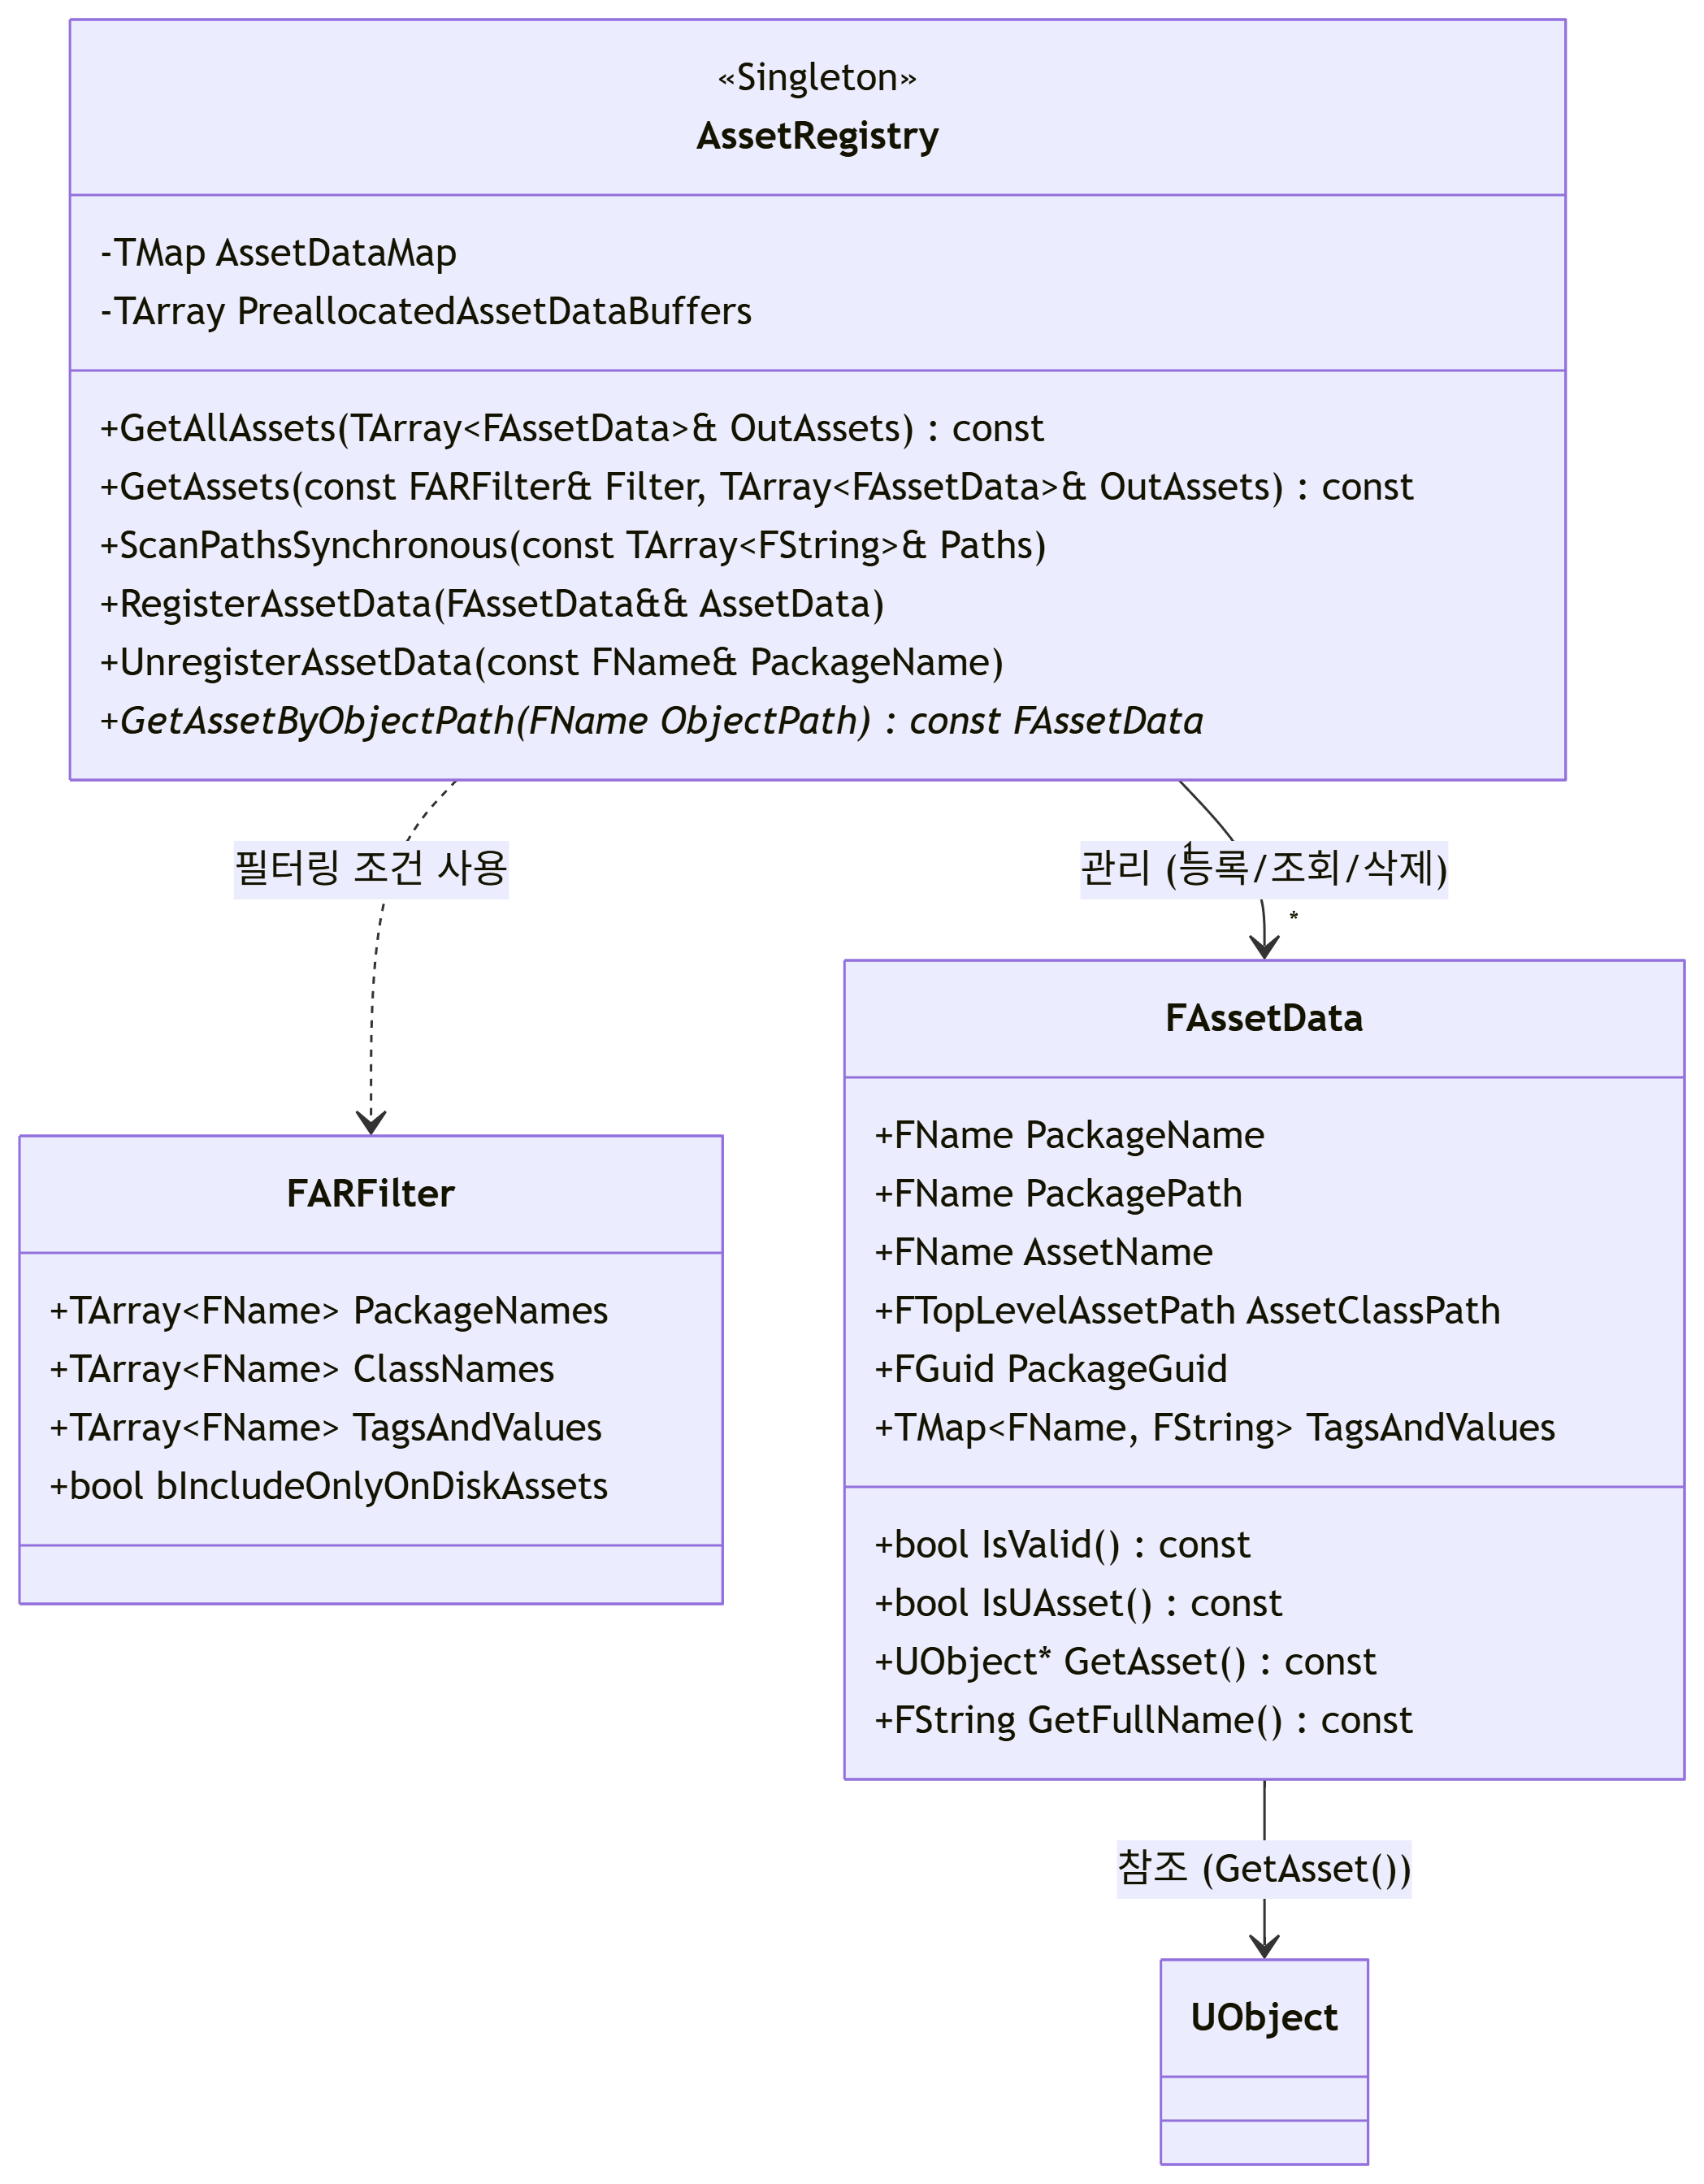 «Singleton»
AssetRegistry
-TMap AssetDataMap
-TArray PreallocatedAssetDataBuffers
+GetAllAssets(TArray<FAssetData>& OutAssets) : const
+GetAssets(const FARFilter& Filter, TArray<FAssetData>& OutAssets) : const
+ScanPathsSynchronous(const TArray<FString>& Paths)
+RegisterAssetData(FAssetData&& AssetData)
+UnregisterAssetData(const FName& PackageName)
+GetAssetByObjectPath(FName ObjectPath) : const FAssetData
필터링 조건 사용
1
관리 (등록/조회/삭제)
*
FAssetData
+FName PackageName
+FName PackagePath
+FName AssetName
+FTopLevelAssetPath AssetClassPath
+FGuid PackageGuid
+TMap<FName, FString> TagsAndValues
+bool IsValid() : const
+bool IsUAsset() : const
+UObject* GetAsset() : const
+FString GetFullName() : const
FARFilter
+TArray<FName> PackageNames
+TArray<FName> ClassNames
+TArray<FName> TagsAndValues
+bool bIncludeOnlyOnDiskAssets
참조 (GetAsset())
UObject